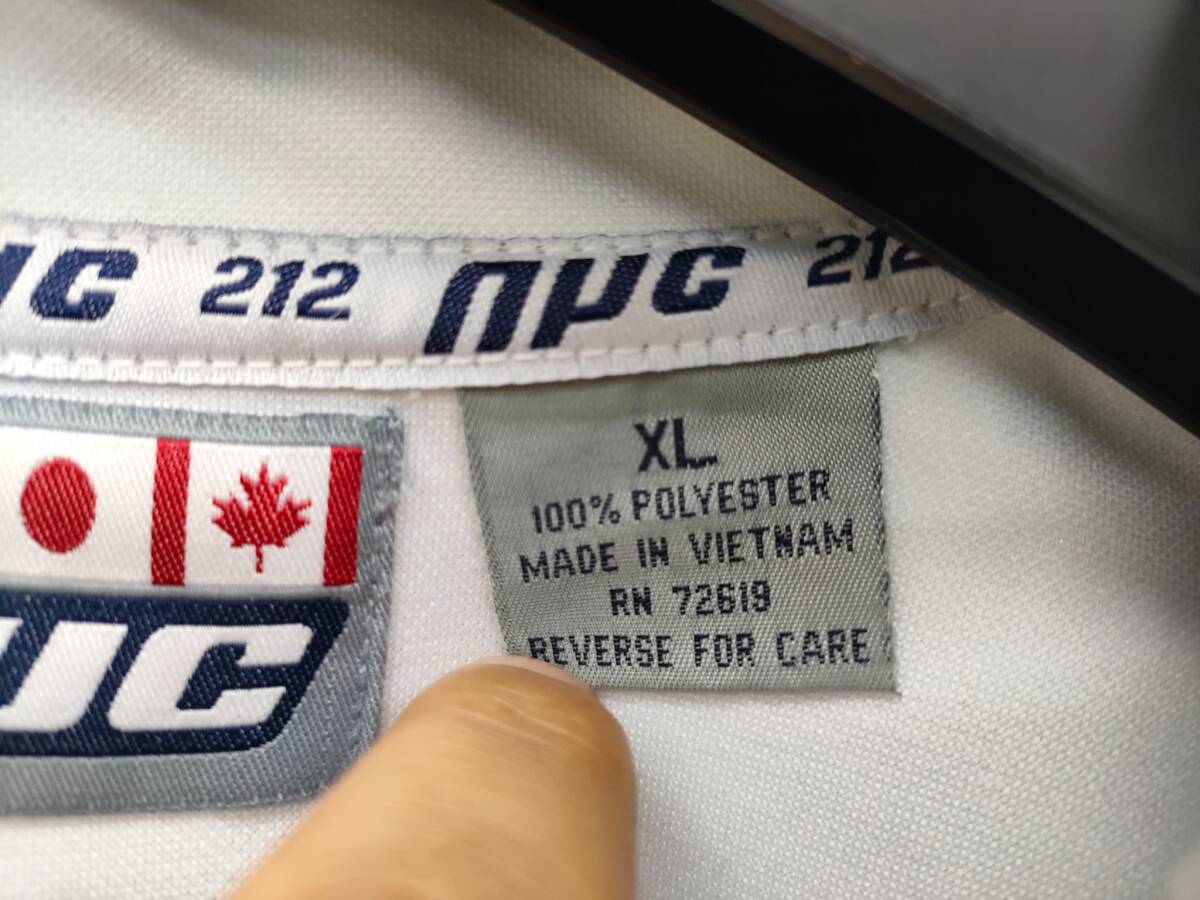 212 nyc 212
XL
100% POLYESTER
MADE IN VIETNAM
RN 72619
REVERSE FOR CARE